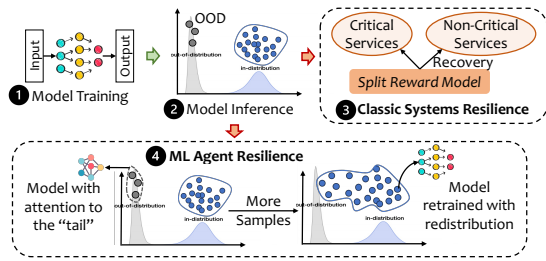 Input
Output
1 Model Training
OOD
out-of-distribution
in-distribution
2 Model Inference
Critical
Services
Non-Critical
Services
Recovery
Split Reward Model
3 Classic Systems Resilience
4 ML Agent Resilience
Model with
attention to
the “tail”
out-of-distribution
in-distribution
More
Samples
out-of-distribution
in-distribution
Model
retrained with
redistribution